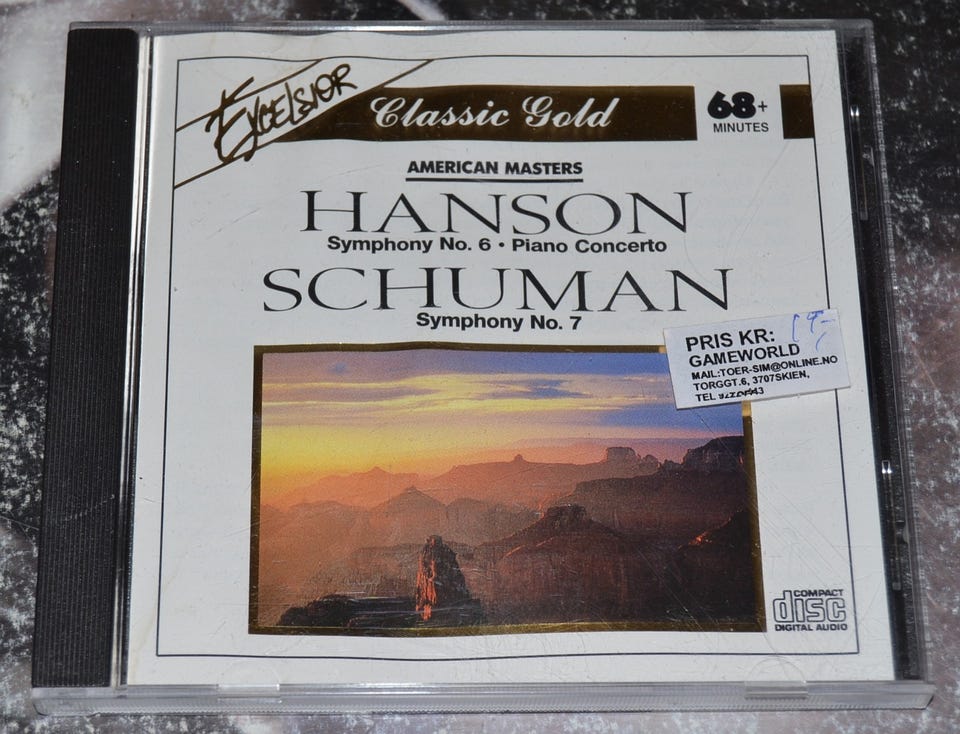 EXCELSIOR
Classic Gold
68+
MINUTES
AMERICAN MASTERS
HANSON
Symphony No. 6 • Piano Concerto
SCHUMAN
Symphony No. 7
PRIS KR:
GAMEWORLD
MAIL:TOER-SIM@ONLINE.NO
TORGGT.6, 3707SKIEN,
TEL
COMPACT
disc
DIGITAL AUDIO